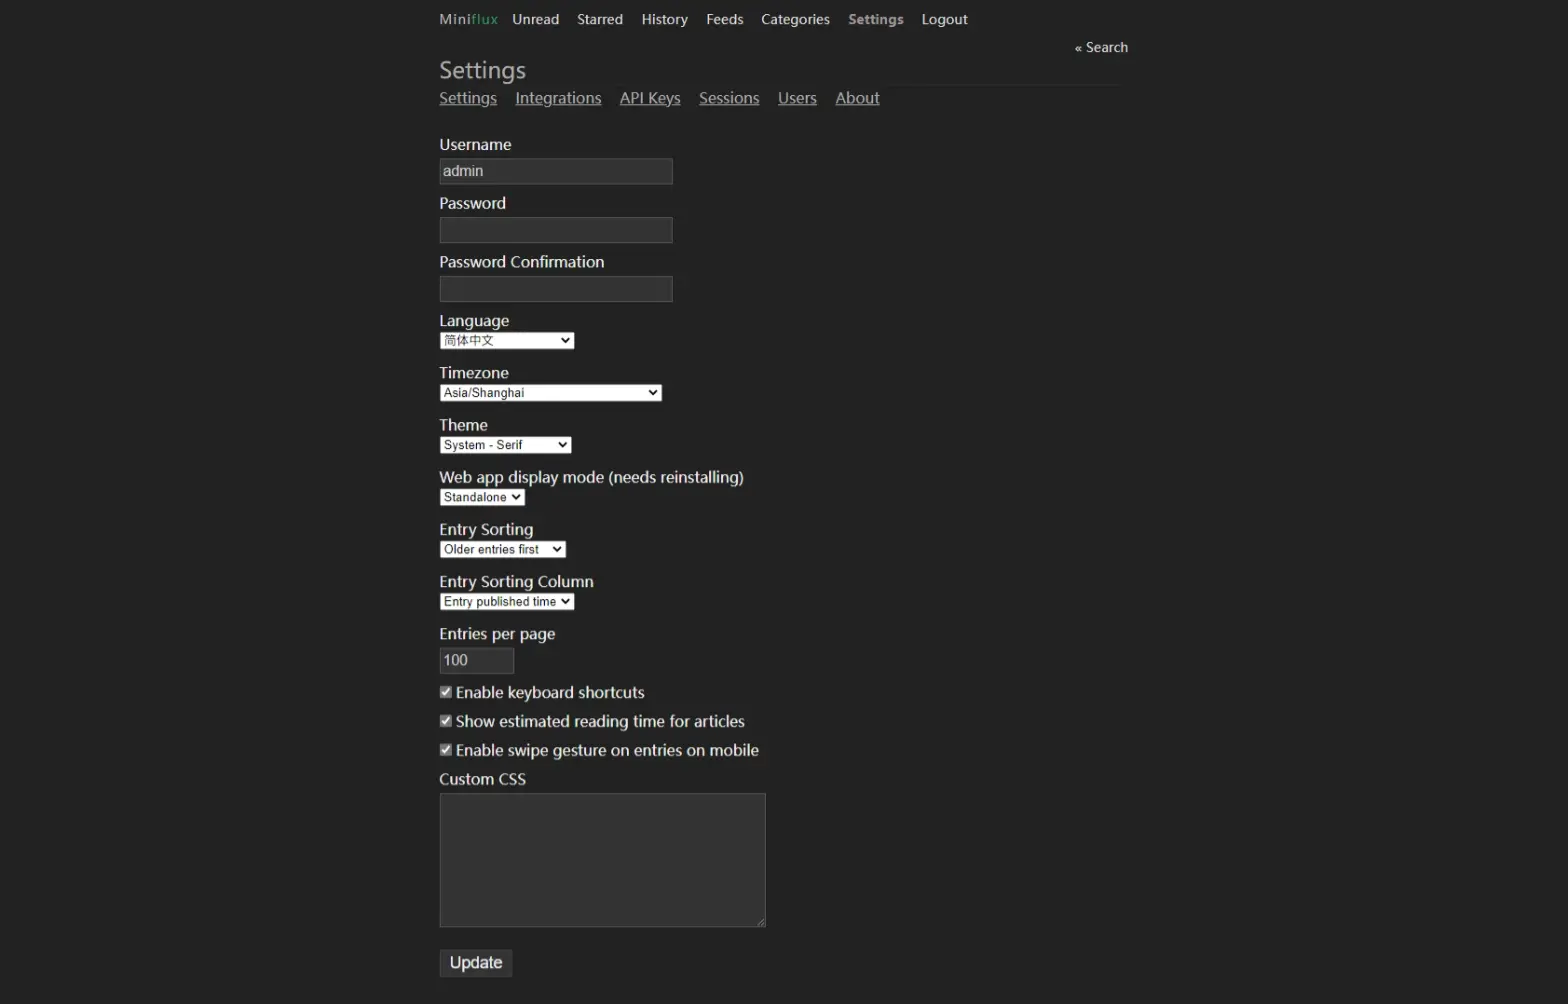 Miniflux Unread Starred History Feeds Categories Settings Logout
« Search
Settings
Settings Integrations API Keys Sessions Users About
Username
admin
Password
Password Confirmation
Language
简体中文
Timezone
Asia/Shanghai
Theme
System - Serif
Web app display mode (needs reinstalling)
Standalone
Entry Sorting
Older entries first
Entry Sorting Column
Entry published time
Entries per page
100
Enable keyboard shortcuts
Show estimated reading time for articles
Enable swipe gesture on entries on mobile
Custom CSS
Update